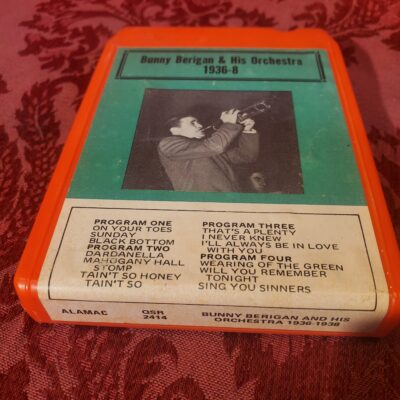 Bunny Berigan & His Orchestra
1936-8
PROGRAM ONE
ON YOUR TOES
SUNDAY
BLACK BOTTOM
PROGRAM TWO
DARDANELLA
MAHOGANY HALL
STOMP
TAIN'T SO HONEY
TAIN'T SO
PROGRAM THREE
THAT'S A PLENTY
I NEVER KNEW
I'LL ALWAYS BE IN LOVE
WITH YOU
PROGRAM FOUR
WEARING OF THE GREEN
WILL YOU REMEMBER
TONIGHT
SING YOU SINNERS
ALAMAC
QSR
2414
BUNNY BERIGAN AND HIS
ORCHESTRA 1936-1938